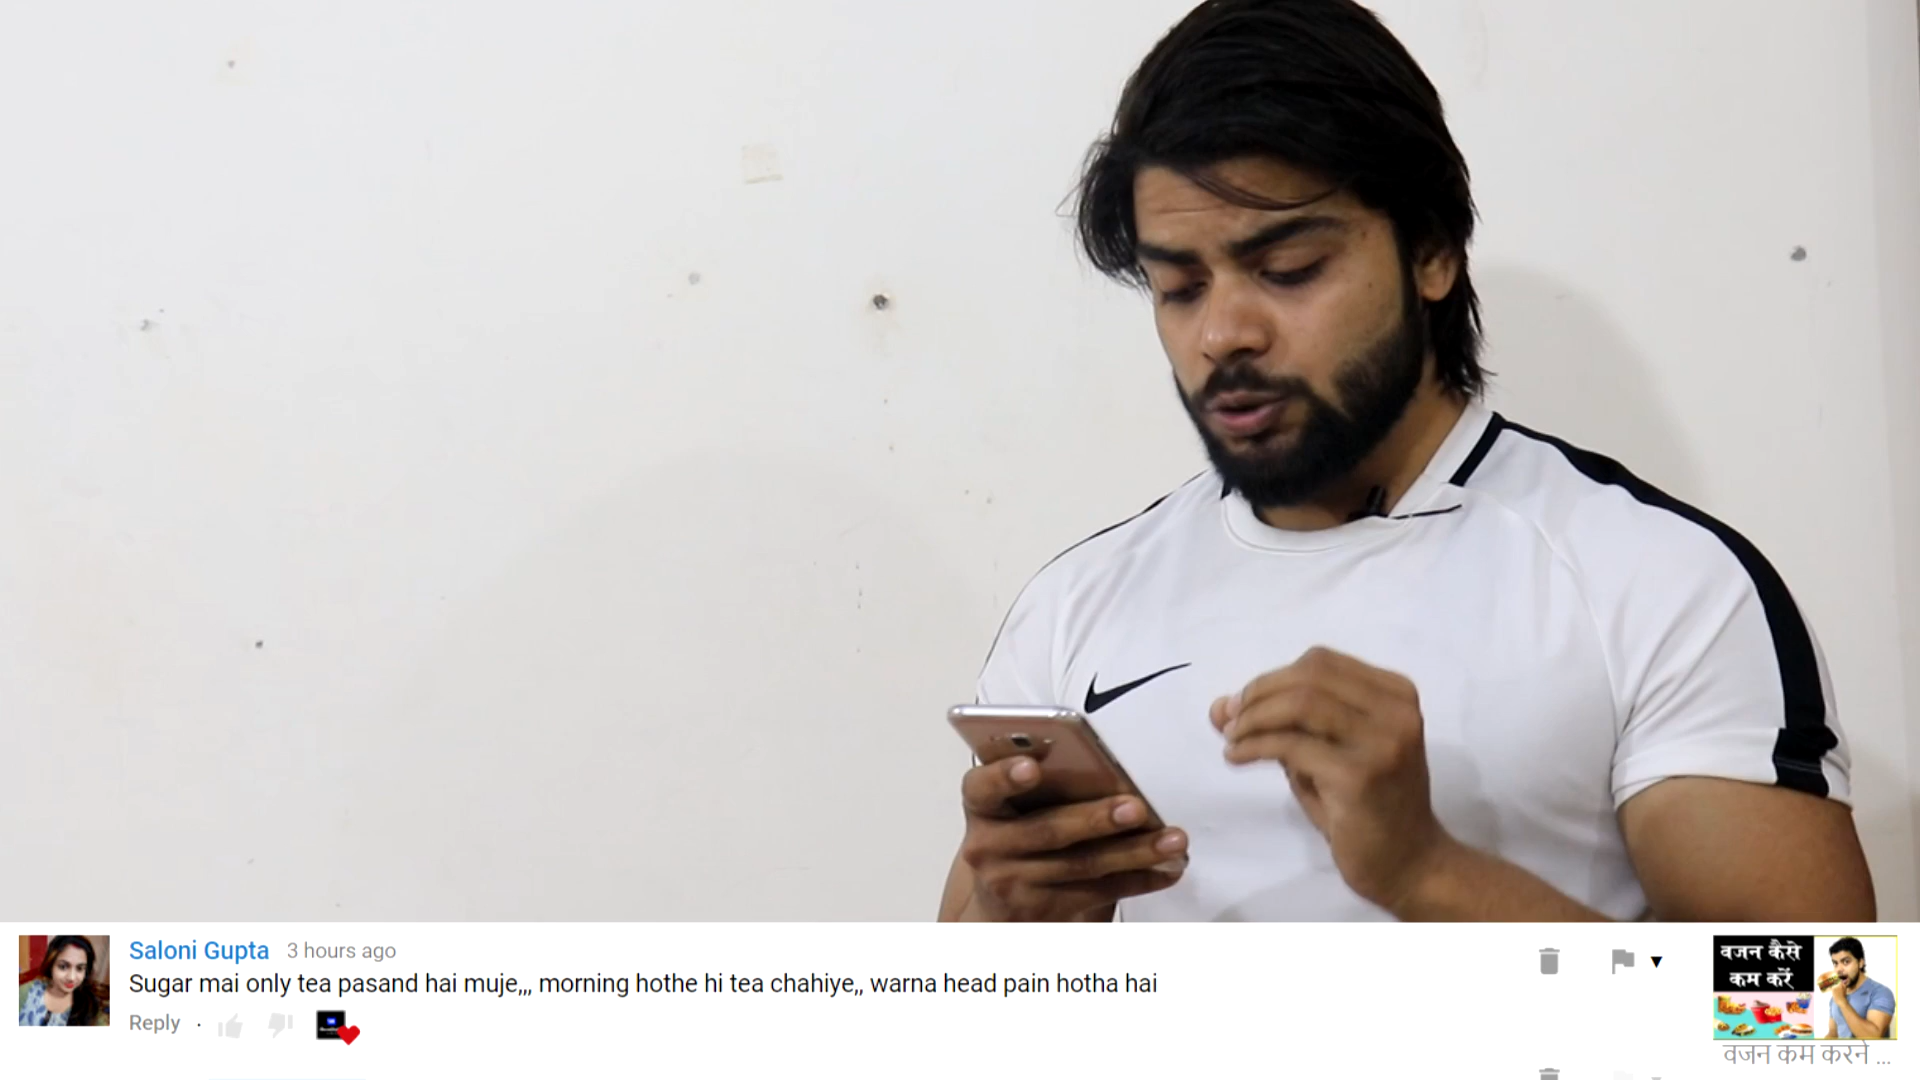 Saloni Gupta 3 hours ago
Sugar mai only tea pasand hai muje,,, morning hothe hi tea chahiye,, warna head pain hotha hai
Reply
वजन कैसे
कम करें
वजन कम करने ...